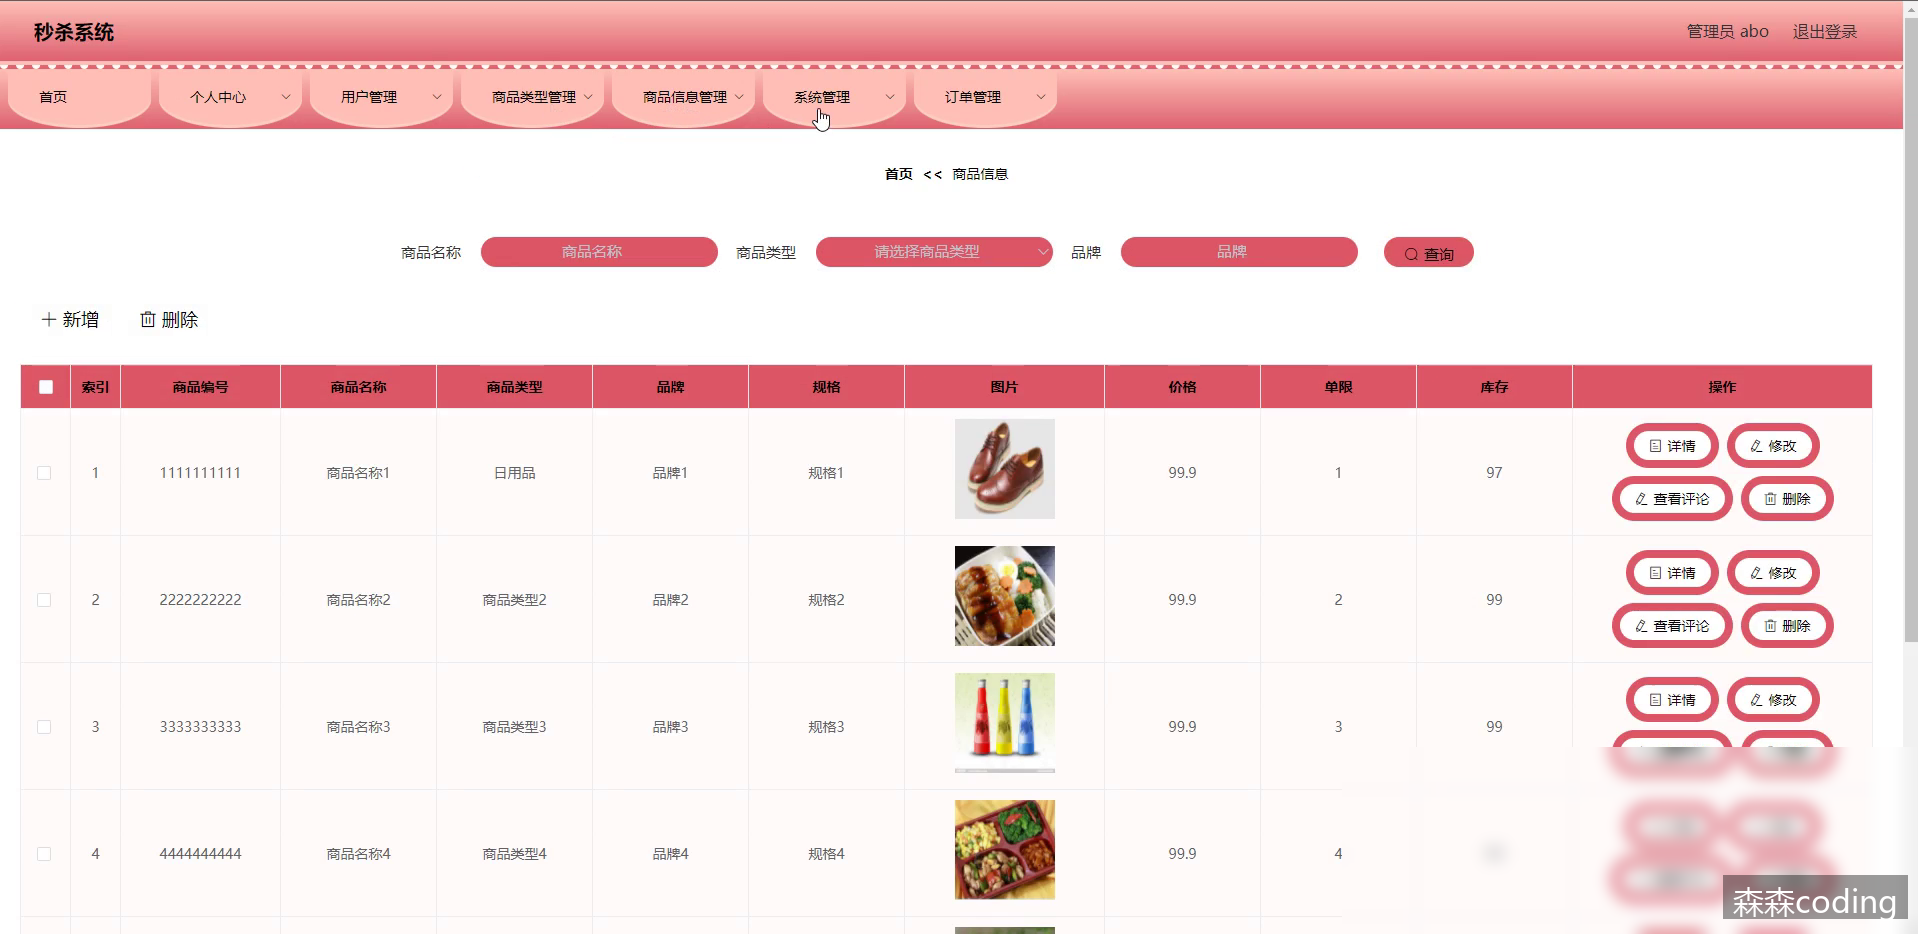 秒杀系统
管理员 abo 退出登录
首页 个人中心 用户管理 商品类型管理 商品信息管理 系统管理 订单管理
首页 << 商品信息
商品名称 商品名称 商品类型 请选择商品类型 品牌 品牌 查询
新增 删除
索引 商品编号 商品名称 商品类型 品牌 规格 图片 价格 单限 库存 操作
1 1111111111 商品名称1 日用品 品牌1 规格1 99.9 1 97 详情 修改
查看评论 删除
2 2222222222 商品名称2 商品类型2 品牌2 规格2 99.9 2 99 详情 修改
查看评论 删除
3 3333333333 商品名称3 商品类型3 品牌3 规格3 99.9 3 99 详情 修改
4 4444444444 商品名称4 商品类型4 品牌4 规格4 99.9 4
森森coding